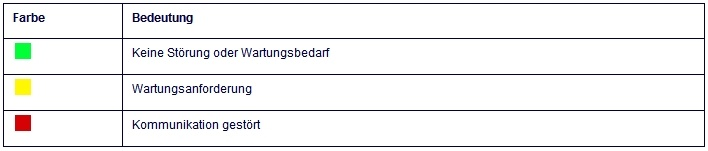 Farbe Bedeutung
Keine Störung oder Wartungsbedarf
Wartungsanforderung
Kommunikation gestört